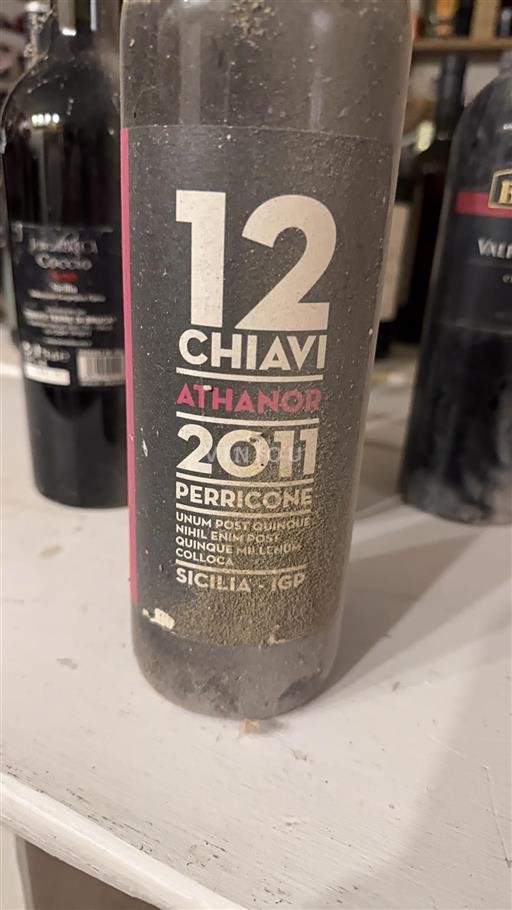 12
CHIAVI
ATHANOR
2011
PERRICONE
UNUM POST QUINQUE
NIHIL ENIM POST
QUINQUE MILLENUM
COLLOCA
SICILIA - IGP